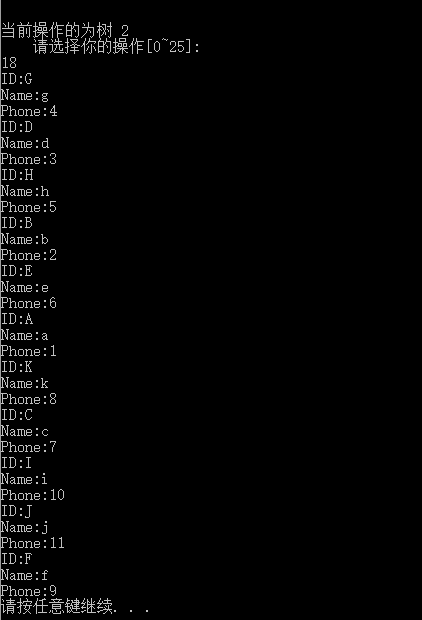 当前操作的为树 2
请选择你的操作[0~25]:
18
ID:G
Name:g
Phone:4
ID:D
Name:d
Phone:3
ID:H
Name:h
Phone:5
ID:B
Name:b
Phone:2
ID:E
Name:e
Phone:6
ID:A
Name:a
Phone:1
ID:K
Name:k
Phone:8
ID:C
Name:c
Phone:7
ID:I
Name:i
Phone:10
ID:J
Name:j
Phone:11
ID:F
Name:f
Phone:9
请按任意键继续. . .